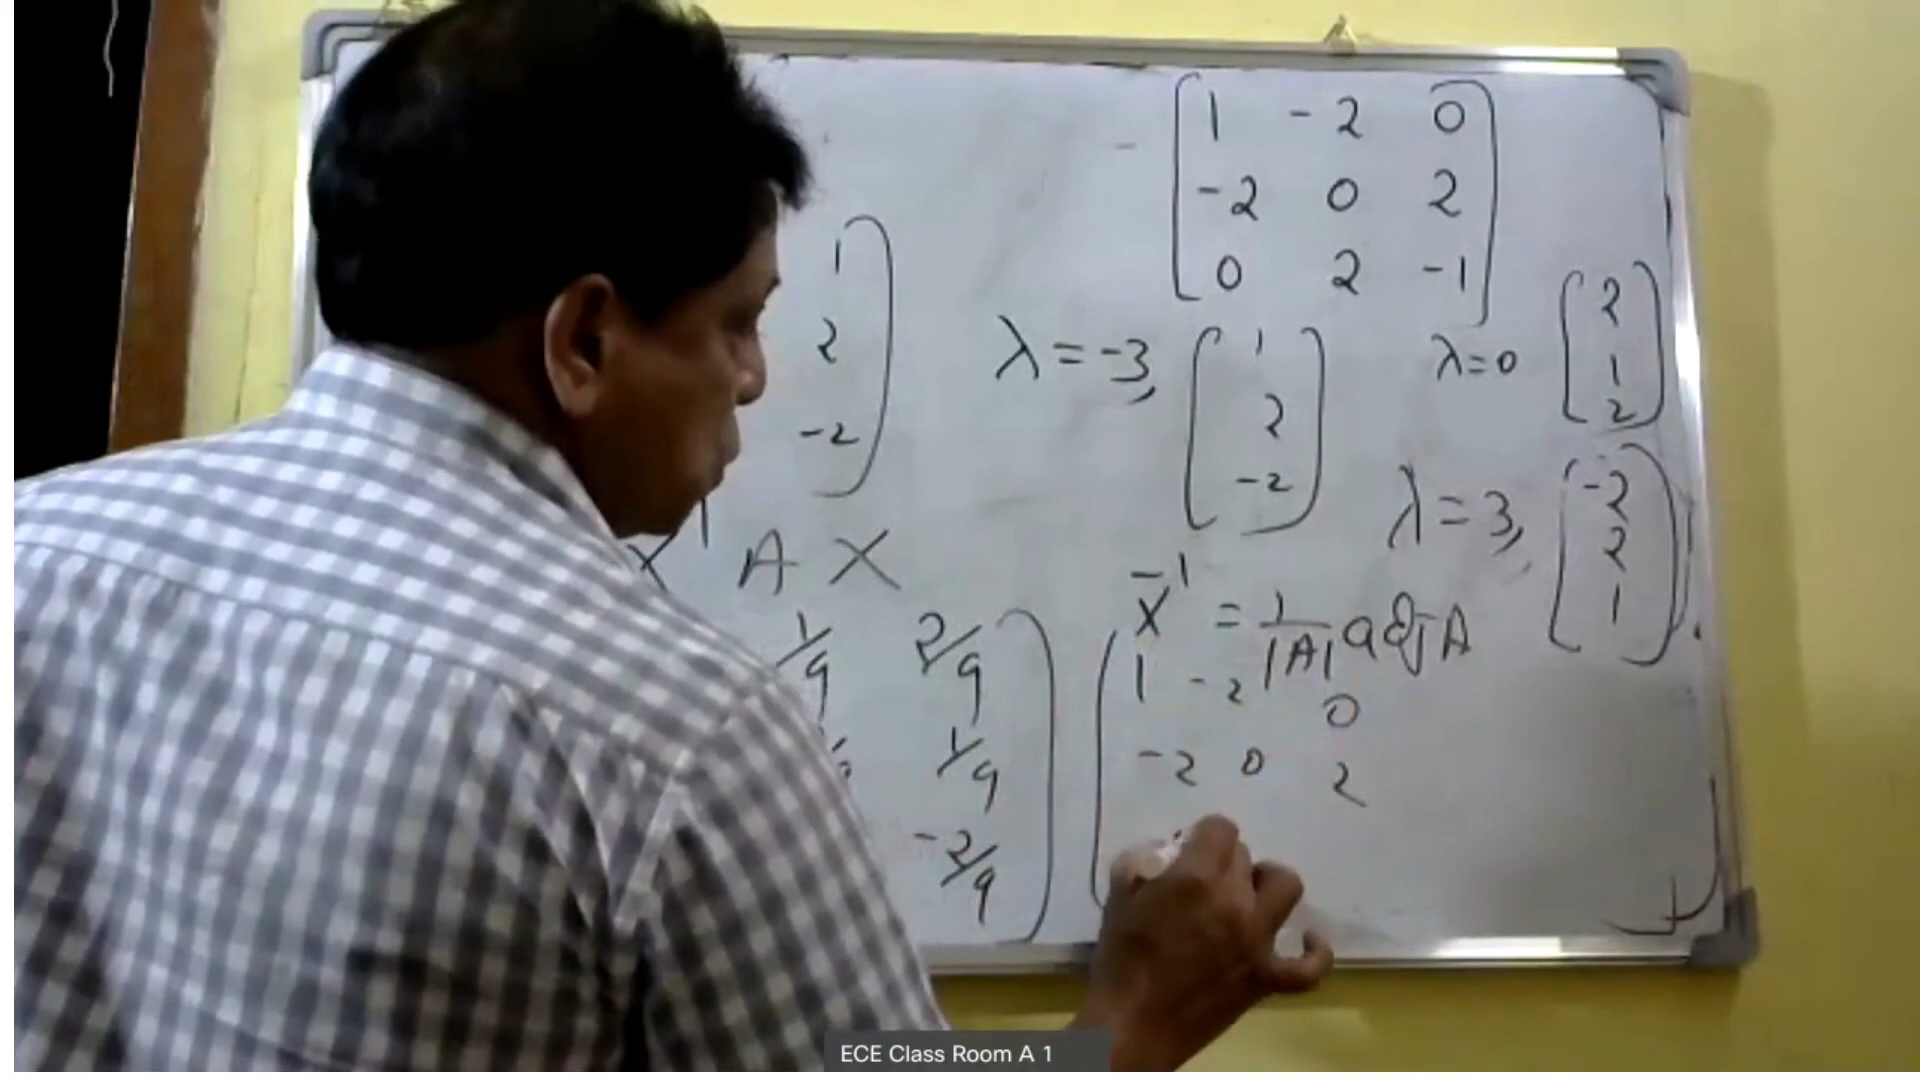 1 -2 0
-2 0 2
0 2 -1
1
2
-2
λ = -3,
1
2
-2
λ=0
2
1
2
λ = 3,
-2
2
1
X A X
X⁻¹ = 1/|A| adj A
1/9 2/9
1/9
-2/9
1 -2 0
-2 0 2
ECE Class Room A 1